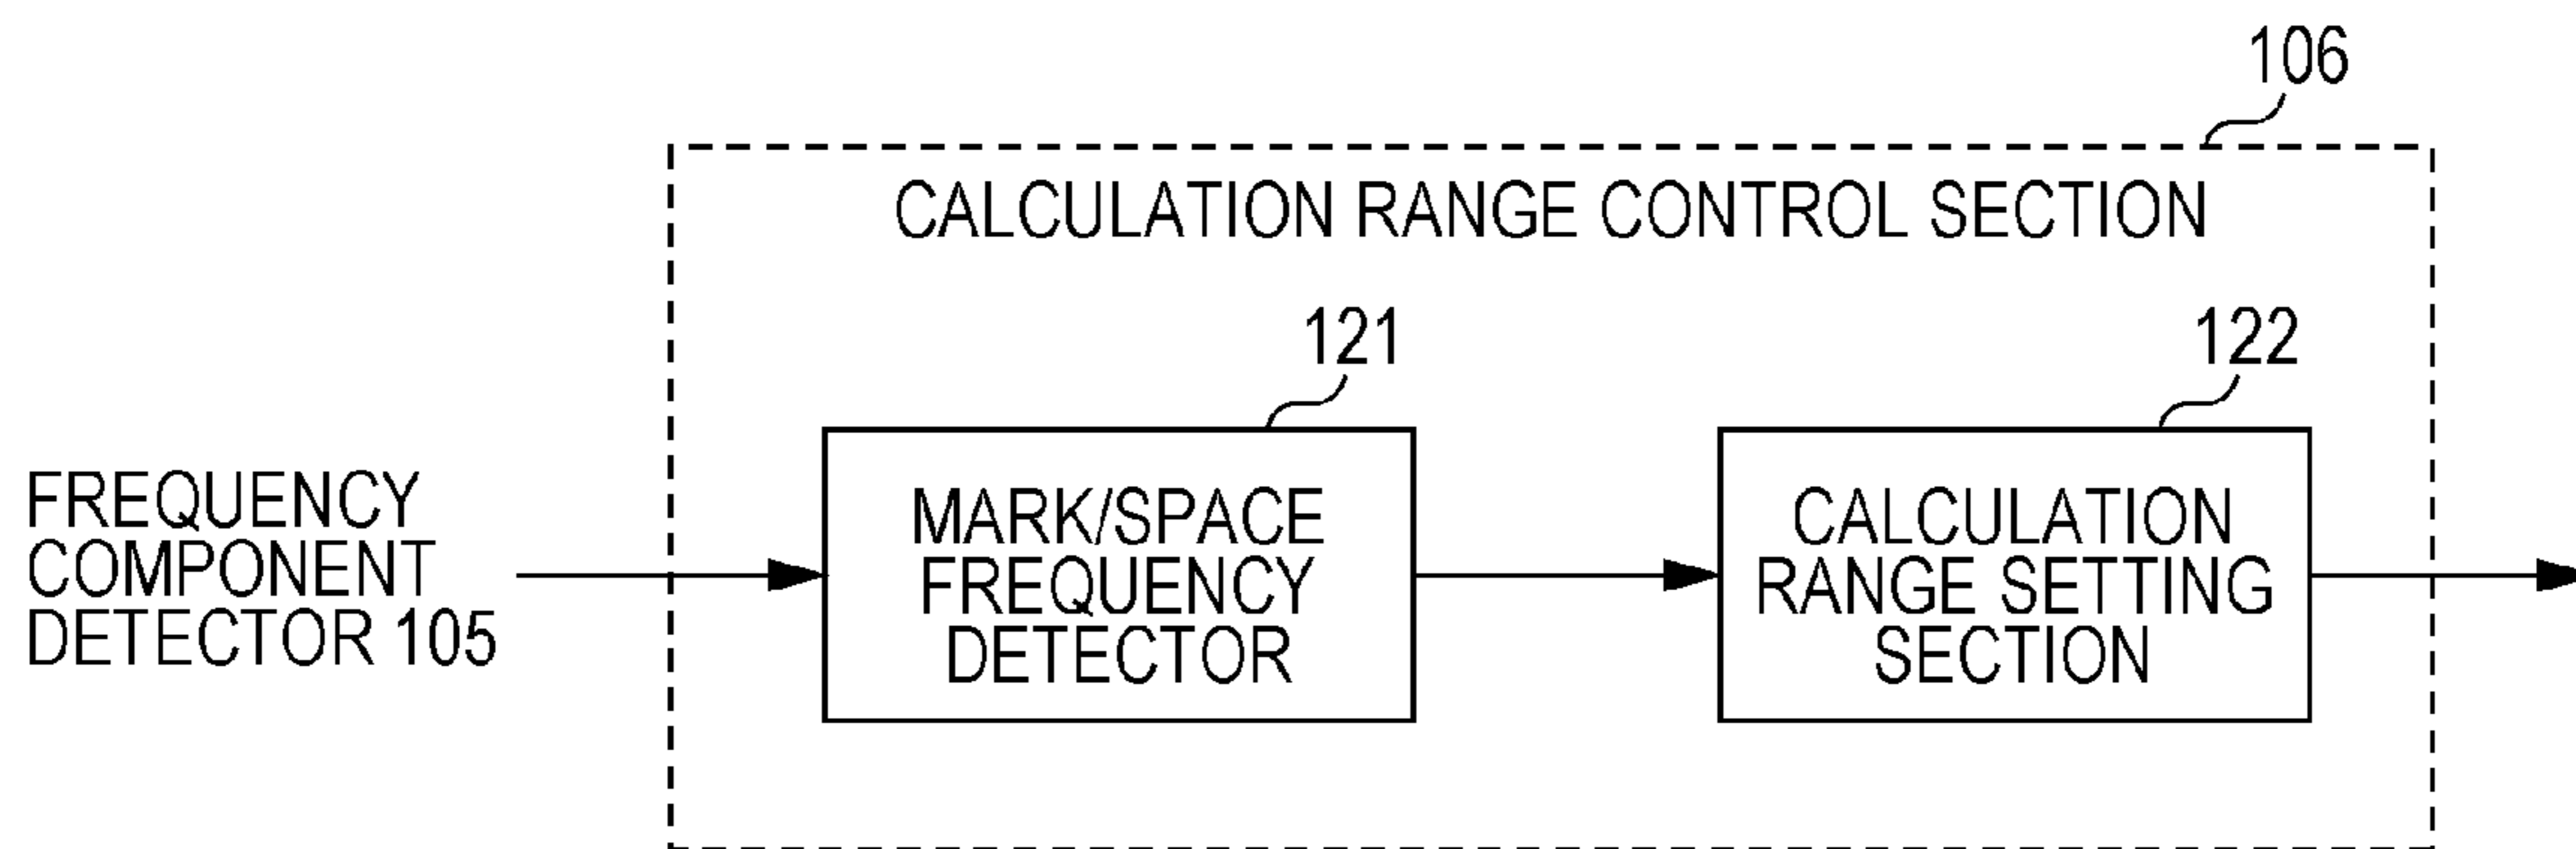 106
CALCULATION RANGE CONTROL SECTION
121
122
FREQUENCY
COMPONENT
DETECTOR 105
MARK/SPACE
FREQUENCY
DETECTOR
CALCULATION
RANGE SETTING
SECTION